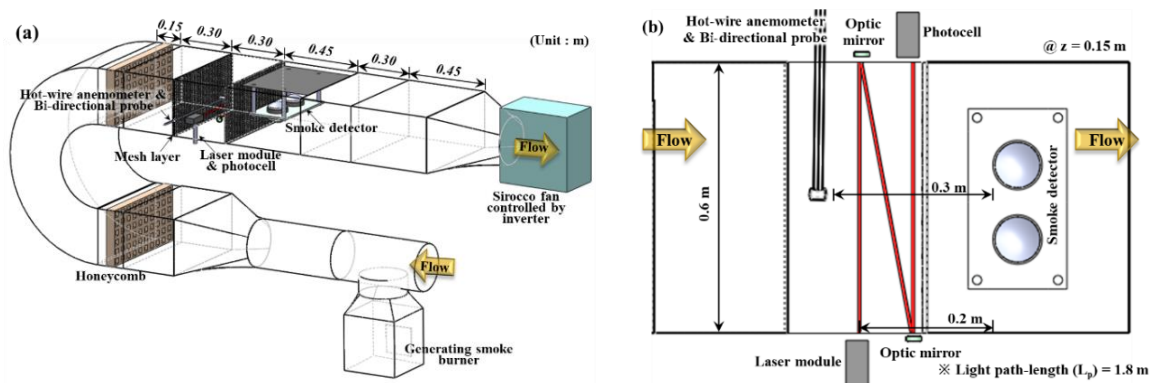 (a)
0.15
0.30
0.30
0.45
0.30
0.45
(Unit : m)
Hot-wire anemometer &
Bi-directional probe
Mesh layer
Laser module
& photocell
Smoke detector
Flow
Sirocco fan
controlled by
inverter
Honeycomb
Flow
Generating smoke
burner
(b)
Hot-wire anemometer
& Bi-directional probe
Optic
mirror
Photocell
@ z = 0.15 m
Flow
Flow
0.6 m
0.3 m
Smoke detector
0.2 m
Laser module
Optic mirror
※ Light path-length (Lp) = 1.8 m